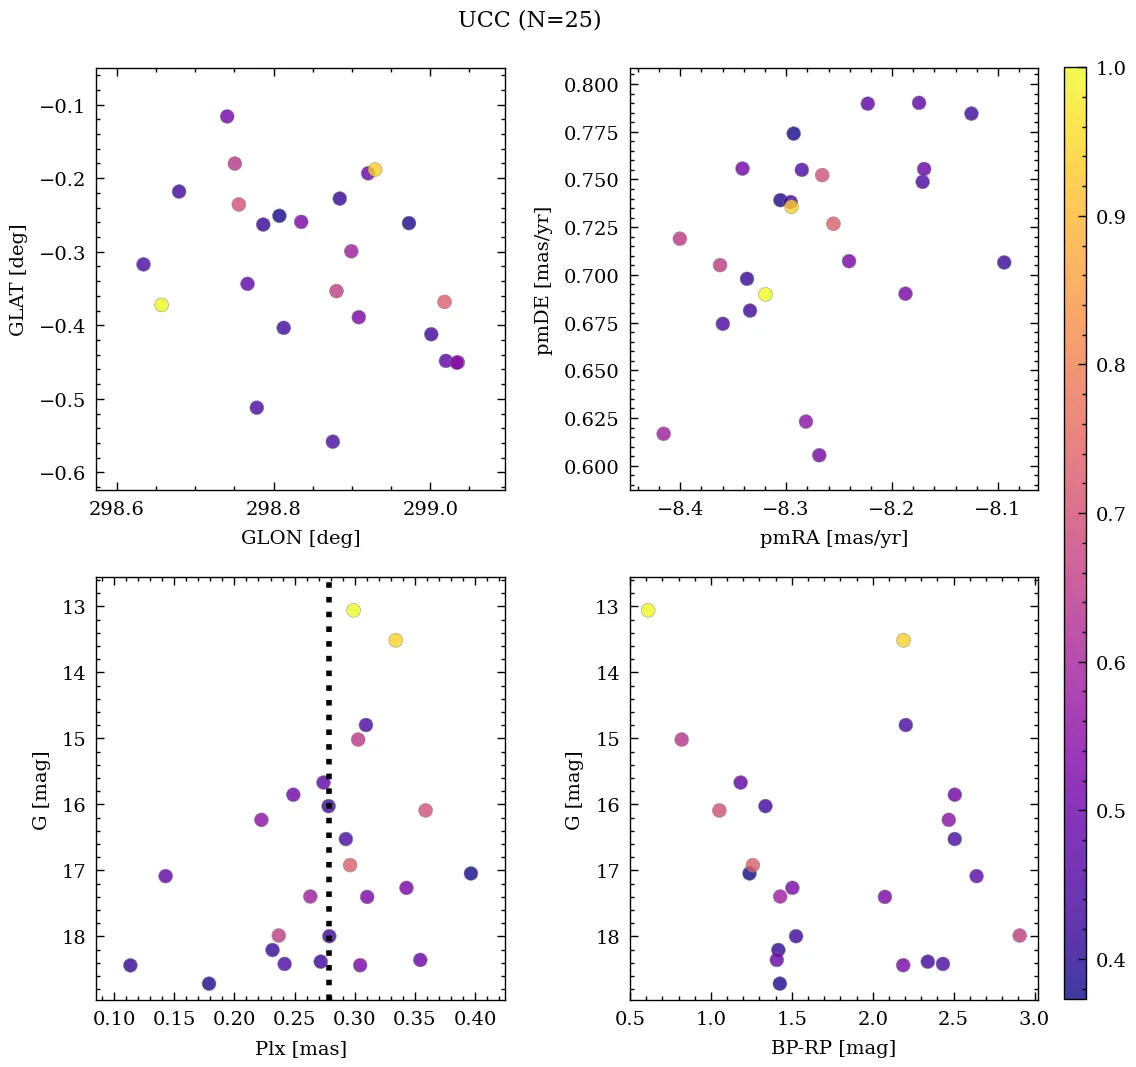 UCC (N=25)
−0.1
−0.2
−0.3
−0.4
−0.5
−0.6
GLAT [deg]
298.6 298.8 299.0
GLON [deg]
0.800
0.775
0.750
0.725
0.700
0.675
0.650
0.625
0.600
pmDE [mas/yr]
−8.4 −8.3 −8.2 −8.1
pmRA [mas/yr]
13
14
15
16
17
18
G [mag]
0.10 0.15 0.20 0.25 0.30 0.35 0.40
Plx [mas]
13
14
15
16
17
18
G [mag]
0.5 1.0 1.5 2.0 2.5 3.0
BP-RP [mag]
1.0
0.9
0.8
0.7
0.6
0.5
0.4